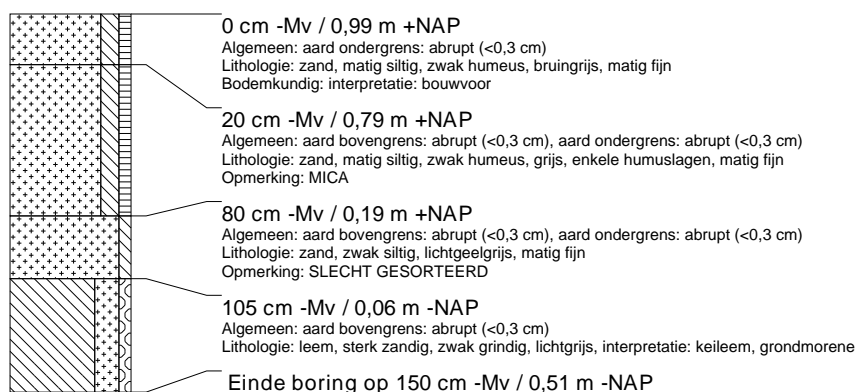 0 cm -Mv / 0,99 m +NAP
Algemeen: aard ondergrens: abrupt (<0,3 cm)
Lithologie: zand, matig siltig, zwak humeus, bruingrijs, matig fijn
Bodemkundig: interpretatie: bouwvoor
20 cm -Mv / 0,79 m +NAP
Algemeen: aard bovengrens: abrupt (<0,3 cm), aard ondergrens: abrupt (<0,3 cm)
Lithologie: zand, matig siltig, zwak humeus, grijs, enkele humuslagen, matig fijn
Opmerking: MICA
80 cm -Mv / 0,19 m +NAP
Algemeen: aard bovengrens: abrupt (<0,3 cm), aard ondergrens: abrupt (<0,3 cm)
Lithologie: zand, zwak siltig, lichtgeelgrijs, matig fijn
Opmerking: SLECHT GESORTEERD
105 cm -Mv / 0,06 m -NAP
Algemeen: aard bovengrens: abrupt (<0,3 cm)
Lithologie: leem, sterk zandig, zwak grindig, lichtgrijs, interpretatie: keileem, grondmorene
Einde boring op 150 cm -Mv / 0,51 m -NAP